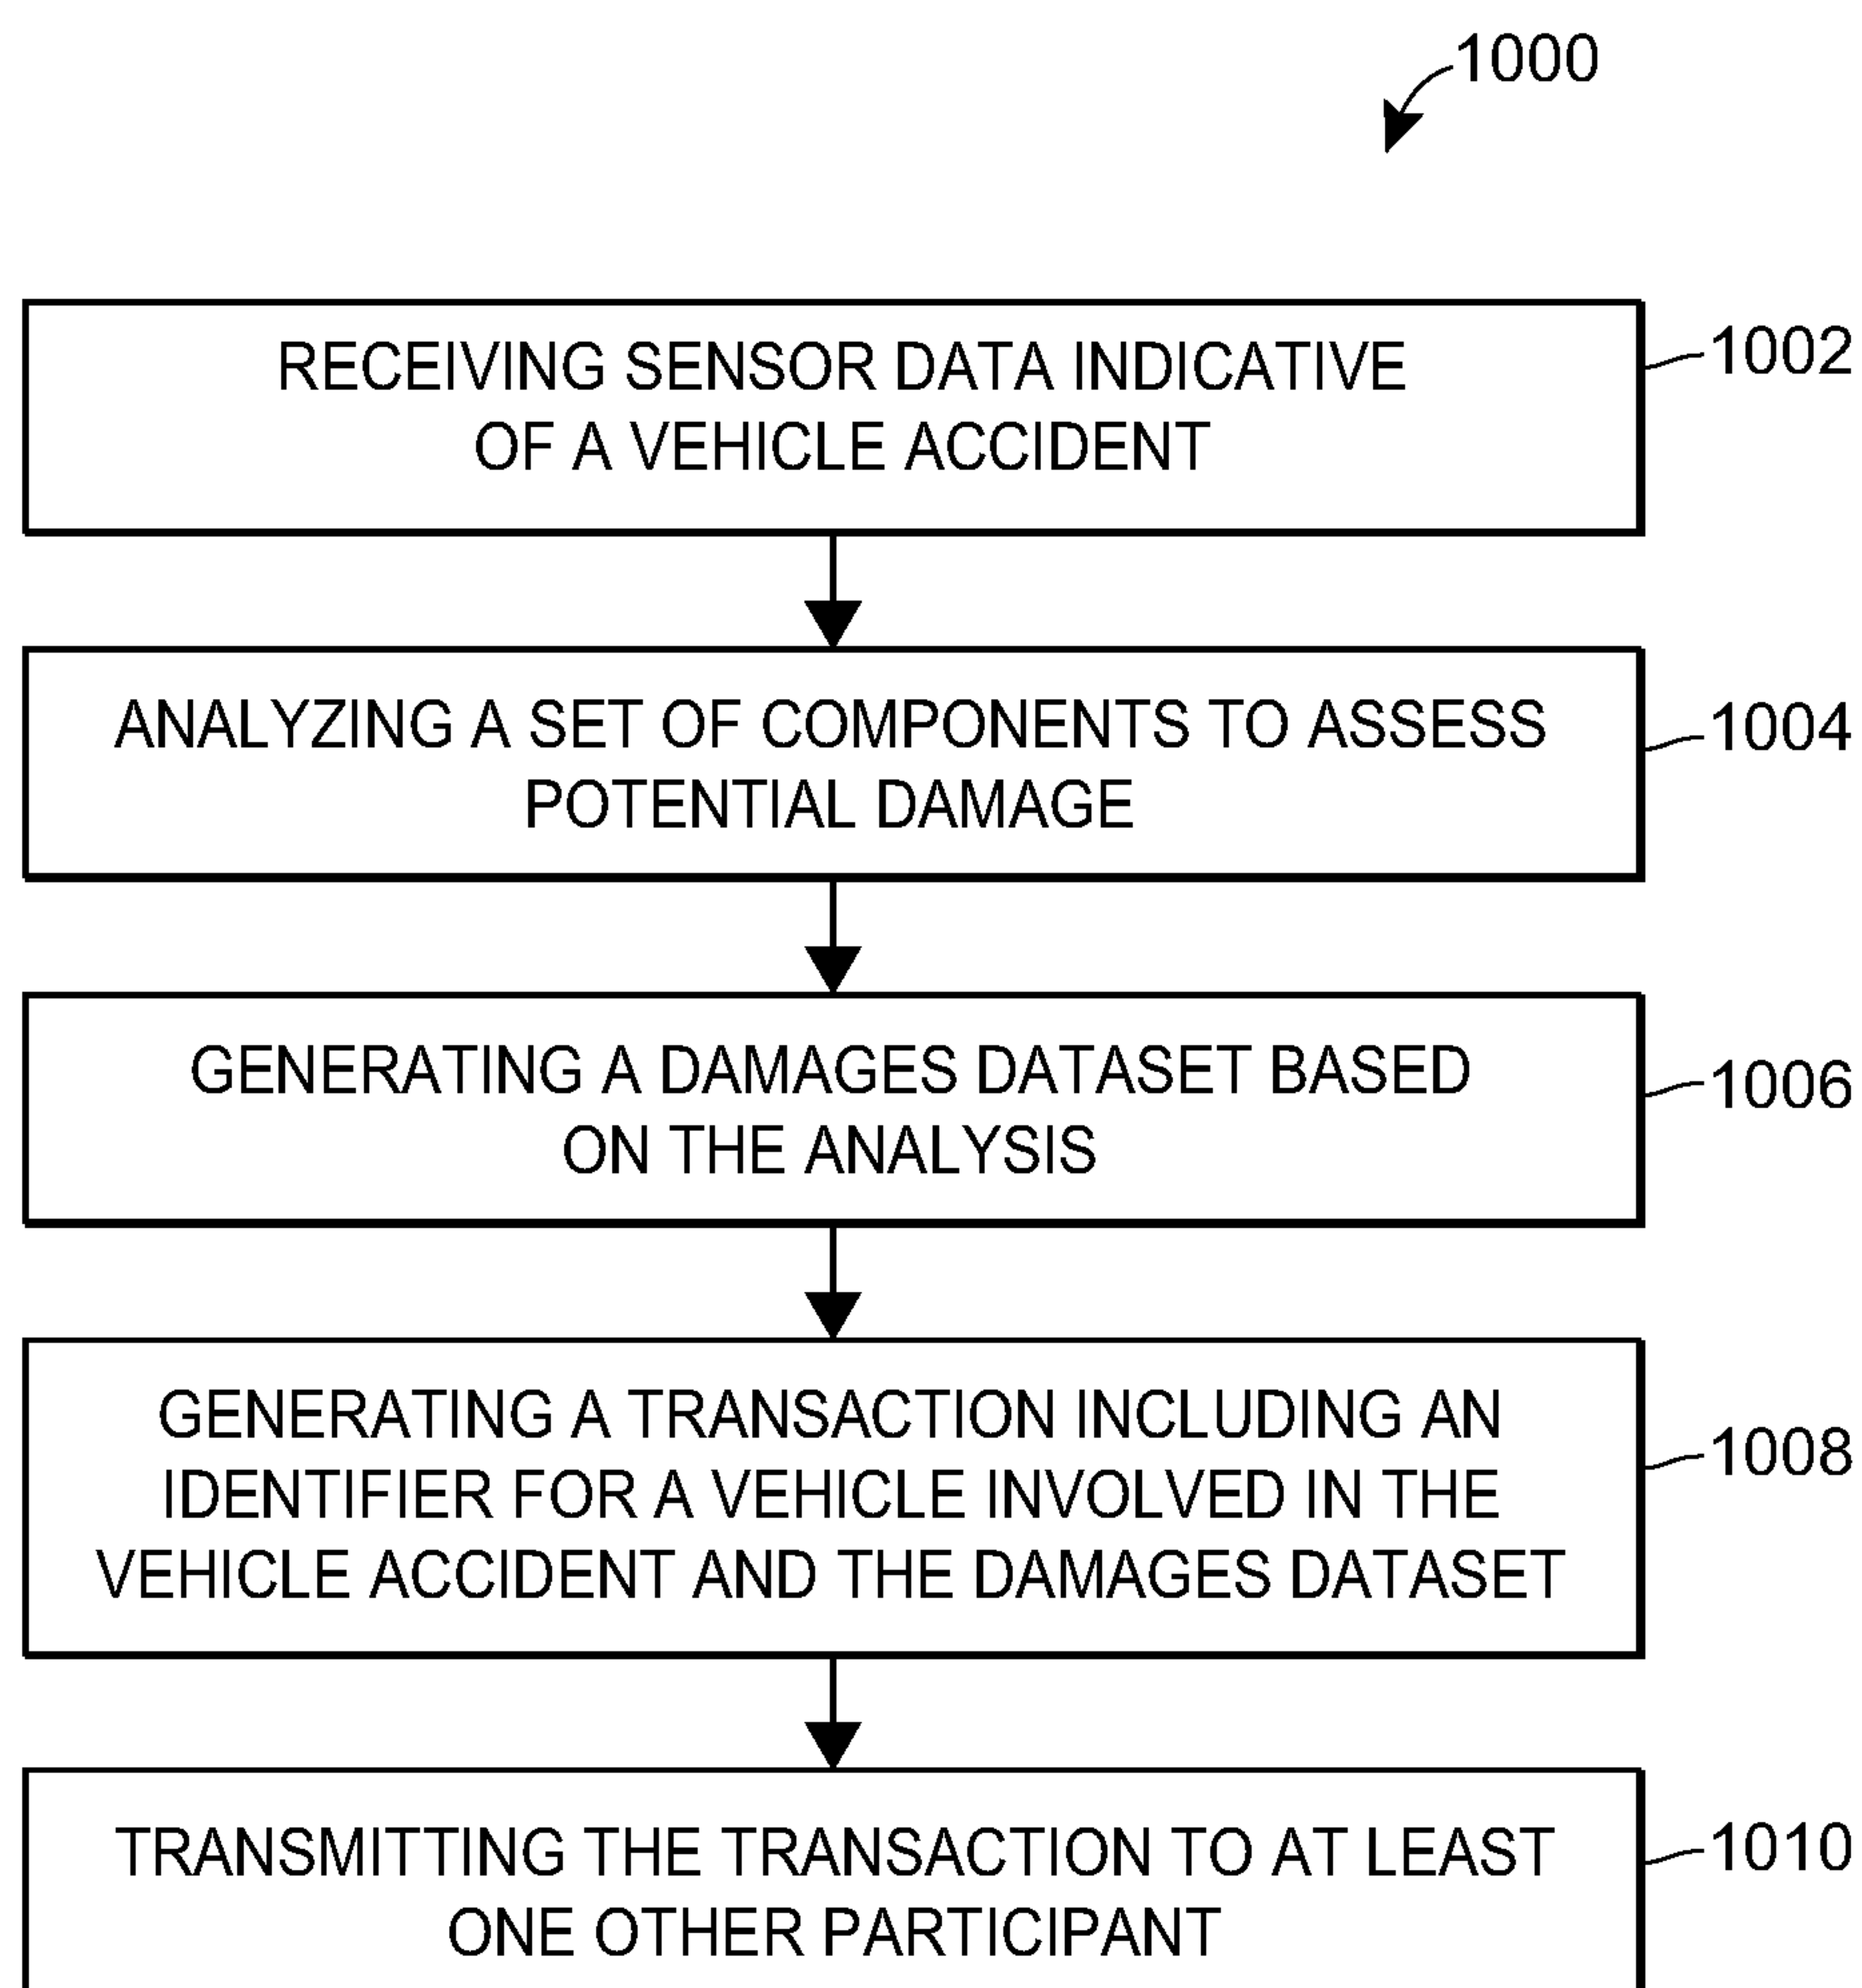 1000
RECEIVING SENSOR DATA INDICATIVE
OF A VEHICLE ACCIDENT
1002
ANALYZING A SET OF COMPONENTS TO ASSESS
POTENTIAL DAMAGE
1004
GENERATING A DAMAGES DATASET BASED
ON THE ANALYSIS
1006
GENERATING A TRANSACTION INCLUDING AN
IDENTIFIER FOR A VEHICLE INVOLVED IN THE
VEHICLE ACCIDENT AND THE DAMAGES DATASET
1008
TRANSMITTING THE TRANSACTION TO AT LEAST
ONE OTHER PARTICIPANT
1010